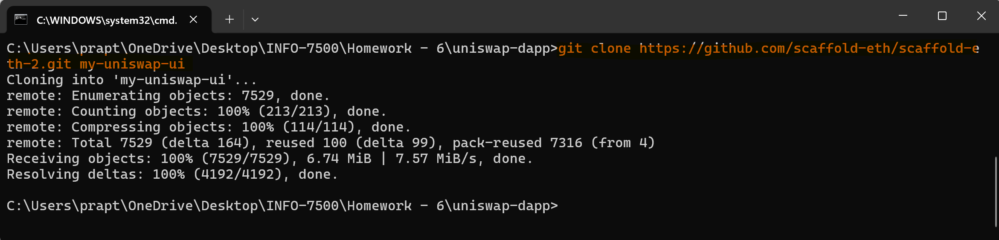 C:\WINDOWS\system32\cmd.
C:\Users\prapt\OneDrive\Desktop\INFO-7500\Homework - 6\uniswap-dapp>git clone https://github.com/scaffold-eth/scaffold-e
th-2.git my-uniswap-ui
Cloning into 'my-uniswap-ui'...
remote: Enumerating objects: 7529, done.
remote: Counting objects: 100% (213/213), done.
remote: Compressing objects: 100% (114/114), done.
remote: Total 7529 (delta 164), reused 100 (delta 99), pack-reused 7316 (from 4)
Receiving objects: 100% (7529/7529), 6.74 MiB | 7.57 MiB/s, done.
Resolving deltas: 100% (4192/4192), done.
C:\Users\prapt\OneDrive\Desktop\INFO-7500\Homework - 6\uniswap-dapp>